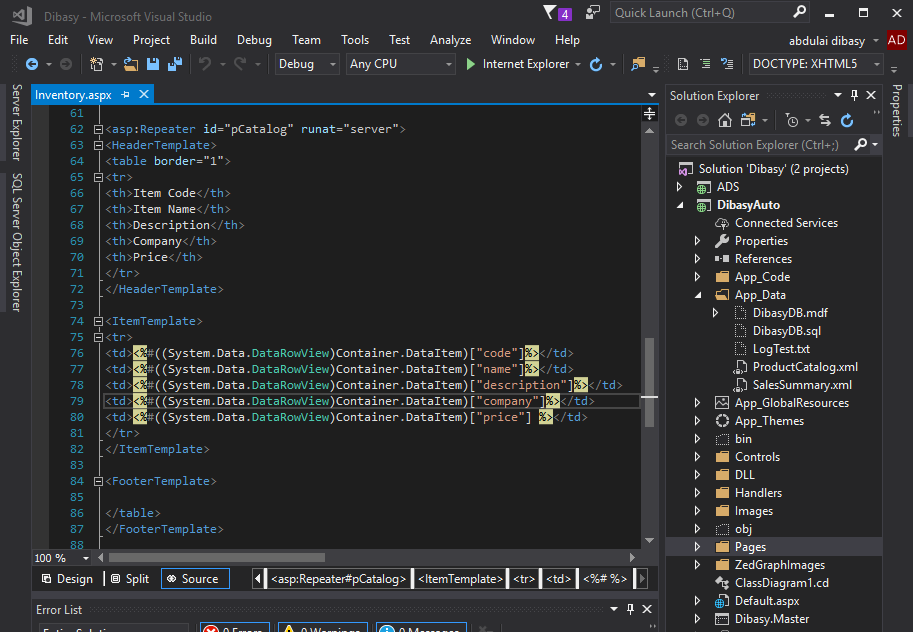 Dibasy - Microsoft Visual Studio
4
Quick Launch (Ctrl+Q)
File Edit View Project Build Debug Team Tools Test Analyze Window Help
abdulai dibasy AD
Debug Any CPU Internet Explorer DOCTYPE: XHTML5
Server Explorer
SQL Server Object Explorer
Inventory.aspx
61
62 <asp:Repeater id="pCatalog" runat="server">
63 <HeaderTemplate>
64 <table border="1">
65 <tr>
66 <th>Item Code</th>
67 <th>Item Name</th>
68 <th>Description</th>
69 <th>Company</th>
70 <th>Price</th>
71 </tr>
72 </HeaderTemplate>
73
74 <ItemTemplate>
75 <tr>
76 <td><%#((System.Data.DataRowView)Container.DataItem)["code"]%></td>
77 <td><%#((System.Data.DataRowView)Container.DataItem)["name"]%></td>
78 <td><%#((System.Data.DataRowView)Container.DataItem)["description"]%></td>
79 <td><%#((System.Data.DataRowView)Container.DataItem)["company"]%></td>
80 <td><%#((System.Data.DataRowView)Container.DataItem)["price"] %></td>
81 </tr>
82 </ItemTemplate>
83
84 <FooterTemplate>
85
86 </table>
87 </FooterTemplate>
88
100 %
Design Split Source <asp:Repeater#pCatalog> <ItemTemplate> <tr> <td> <%# %>
Error List
Entire Solution 0 Errors 0 Warnings 0 Messages
Solution Explorer
Search Solution Explorer (Ctrl+;)
Solution 'Dibasy' (2 projects)
ADS
DibasyAuto
Connected Services
Properties
References
App_Code
App_Data
DibasyDB.mdf
DibasyDB.sql
LogTest.txt
ProductCatalog.xml
SalesSummary.xml
App_GlobalResources
App_Themes
bin
Controls
DLL
Handlers
Images
obj
Pages
ZedGraphImages
ClassDiagram1.cd
Default.aspx
Dibasy.Master
Properties